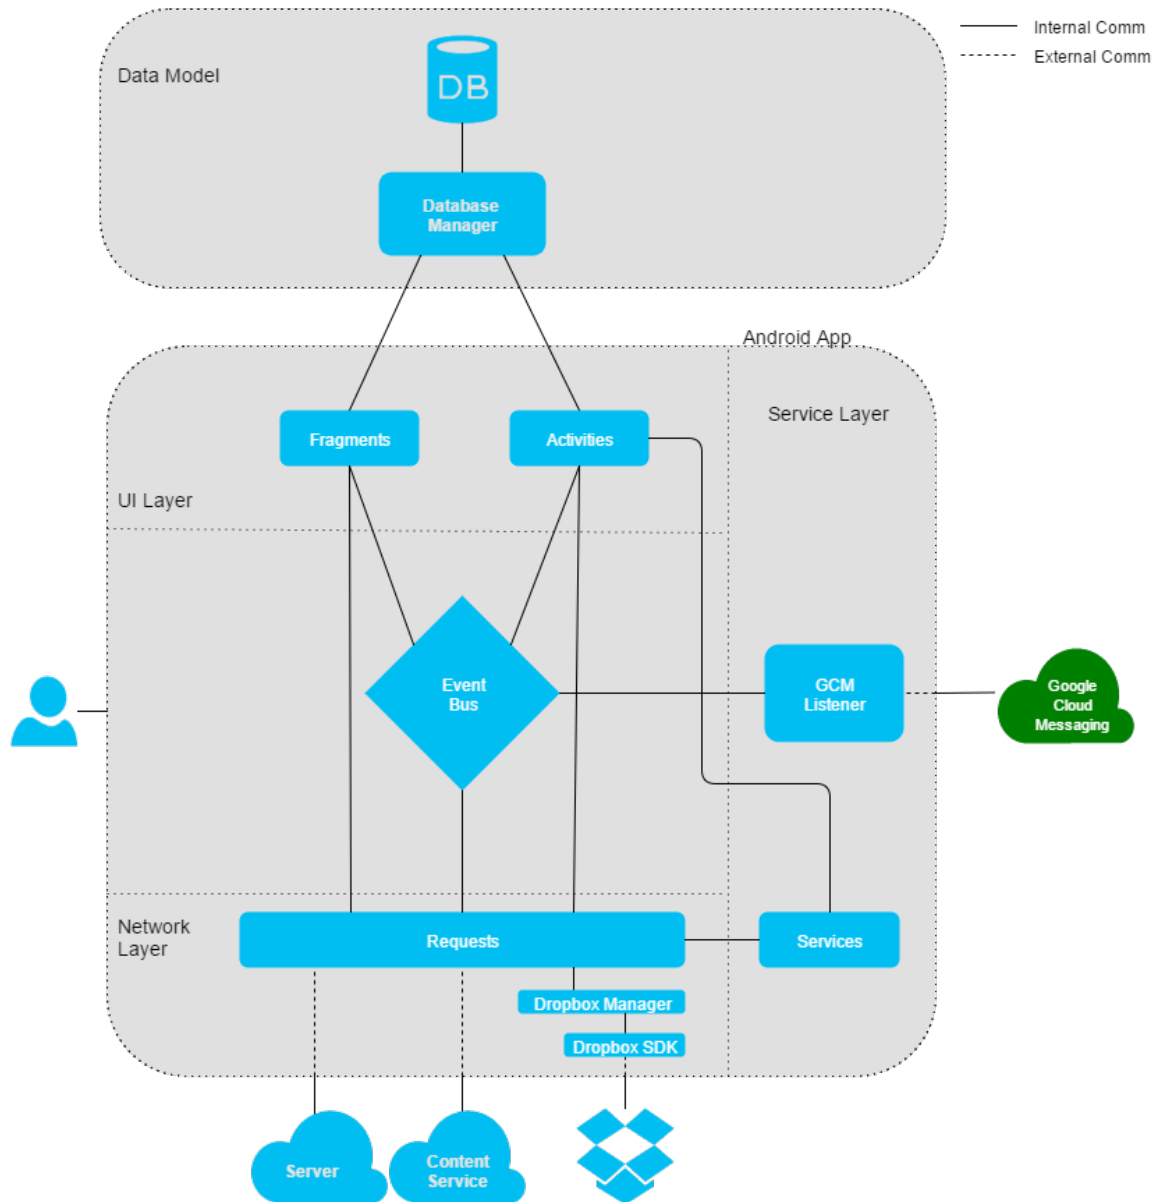 Internal Comm
External Comm
Data Model
DB
Database
Manager
Android App
Service Layer
Fragments
Activities
UI Layer
Event
Bus
GCM
Listener
Google
Cloud
Messaging
Network
Layer
Requests
Services
Dropbox Manager
Dropbox SDK
Server
Content
Service